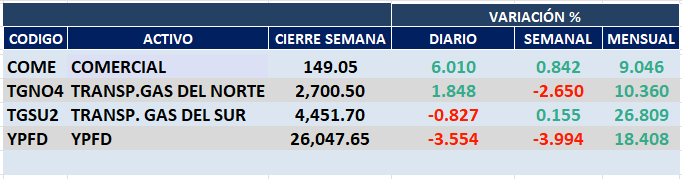 VARIACIÓN %
CODIGO ACTIVO CIERRE SEMANA DIARIO SEMANAL MENSUAL
COME COMERCIAL 149.05 6.010 0.842 9.046
TGNO4 TRANSP.GAS DEL NORTE 2,700.50 1.848 -2.650 10.360
TGSU2 TRANSP. GAS DEL SUR 4,451.70 -0.827 0.155 26.809
YPFD YPFD 26,047.65 -3.554 -3.994 18.408